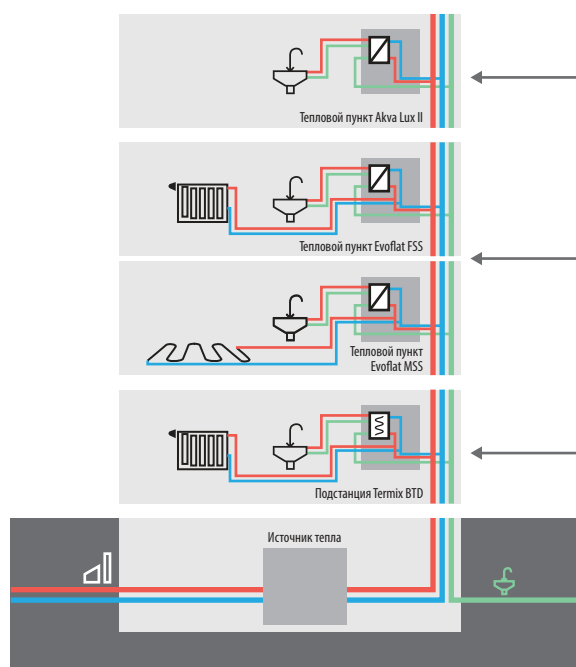 Тепловой пункт Akva Lux II
Тепловой пункт Evoflat FSS
Тепловой пункт
Evoflat MSS
Подстанция Termix BTD
Источник тепла